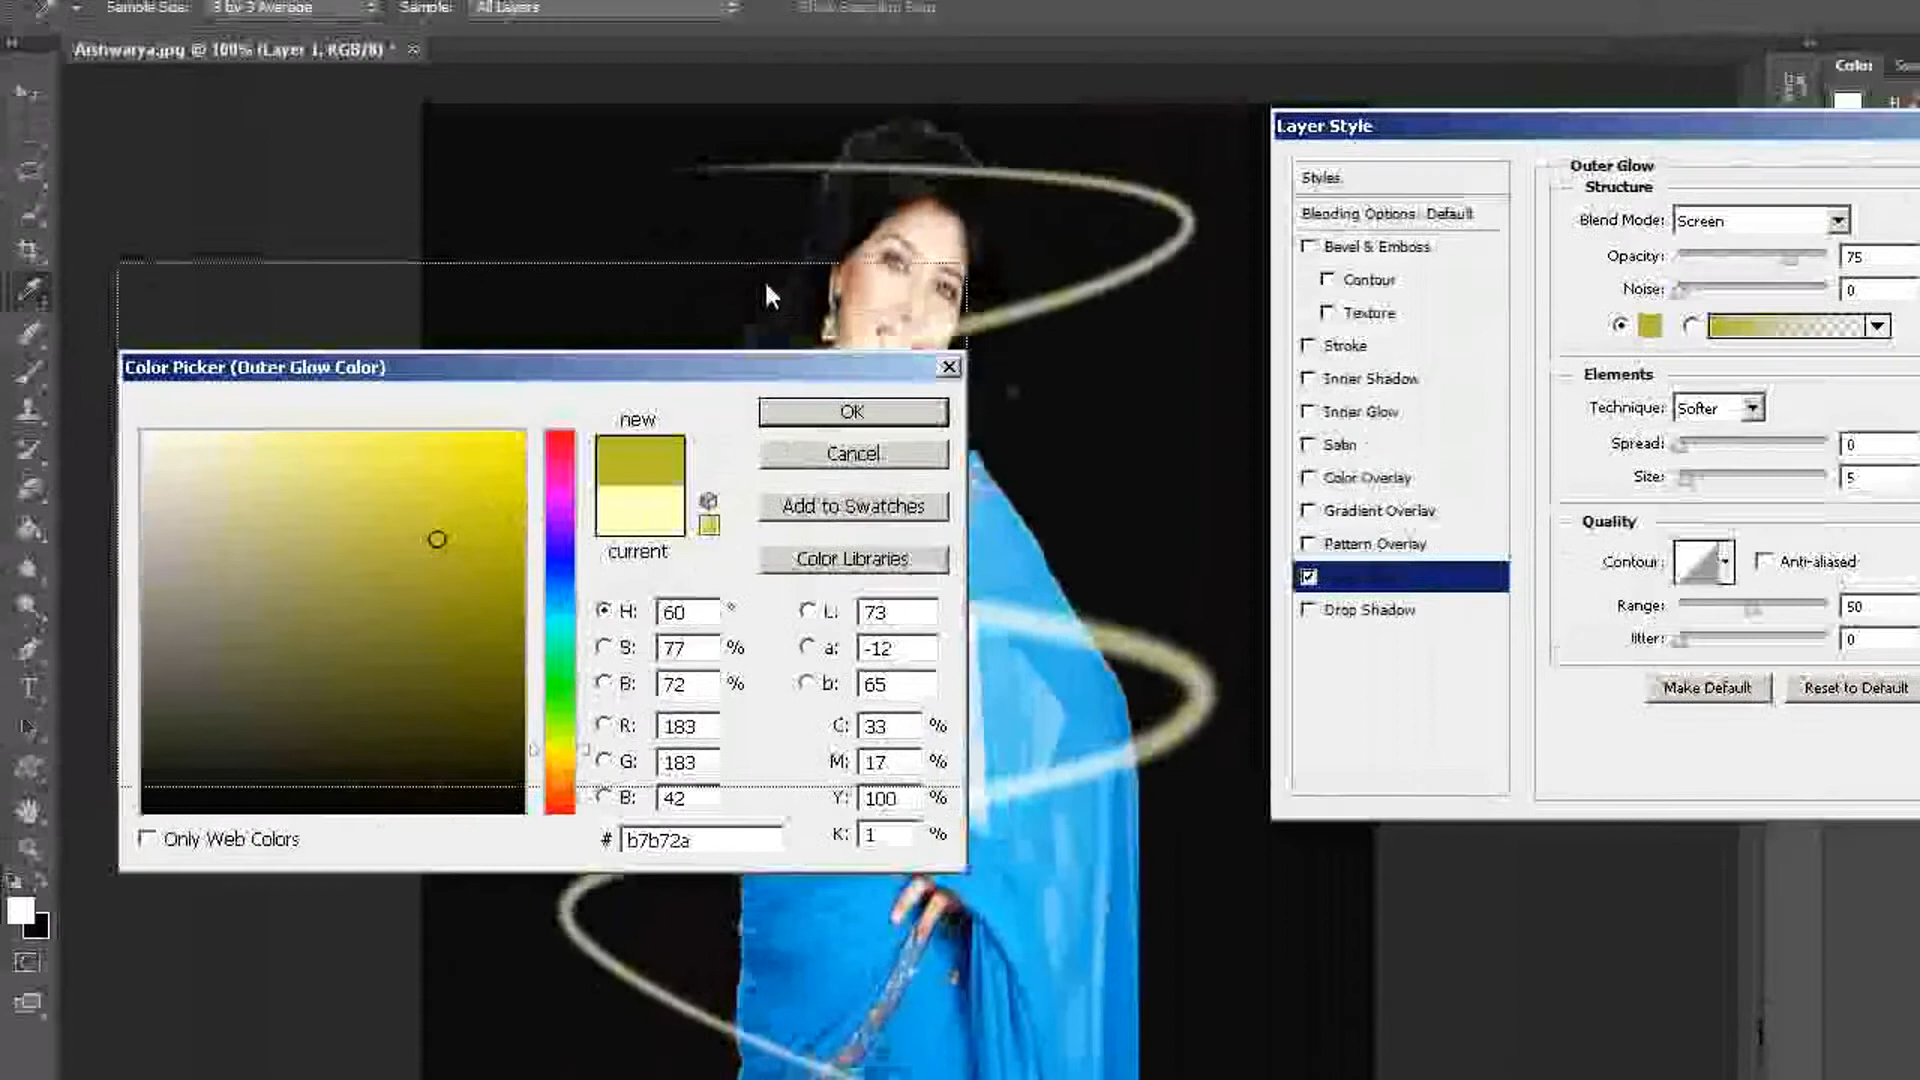 Sample Size: 3 by 3 Average Sample: All Layers
Aishwarya.jpg @ 100% (Layer 1, RGB/8) *
Color
Layer Style
Styles
Blending Options: Default
Bevel & Emboss
Contour
Texture
Stroke
Inner Shadow
Inner Glow
Satin
Color Overlay
Gradient Overlay
Pattern Overlay
Drop Shadow
Outer Glow
Structure
Blend Mode: Screen
Opacity: 75
Noise: 0
Elements
Technique: Softer
Spread: 0
Size: 5
Quality
Contour: Anti-aliased
Range: 50
Jitter: 0
Make Default Reset to Default
Color Picker (Outer Glow Color)
new
current
OK
Cancel
Add to Swatches
Color Libraries
H: 60 ° L: 73
S: 77 % a: -12
B: 72 % b: 65
R: 183 C: 33 %
G: 183 M: 17 %
B: 42 Y: 100 %
# b7b72a K: 1 %
Only Web Colors